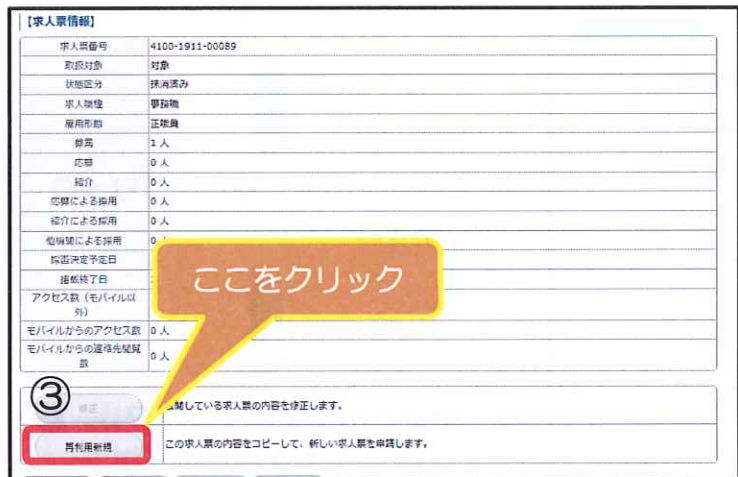 【求人票情報】
求人票番号 4100-1911-00089
取扱対象 対象
状態区分 抹消済み
求人職種 事務職
雇用形態 正職員
募集 1 人
応募 0 人
紹介 0 人
応募による採用 0 人
紹介による採用 0 人
他機関による採用 0
採否決定予定日
掲載終了日
アクセス数（モバイル以
外）
モバイルからのアクセス数 0 人
モバイルからの連絡先閲覧
数 0 人
ここをクリック
③
修正
開している求人票の内容を修正します。
再利用新規 この求人票の内容をコピーして、新しい求人票を申請します。